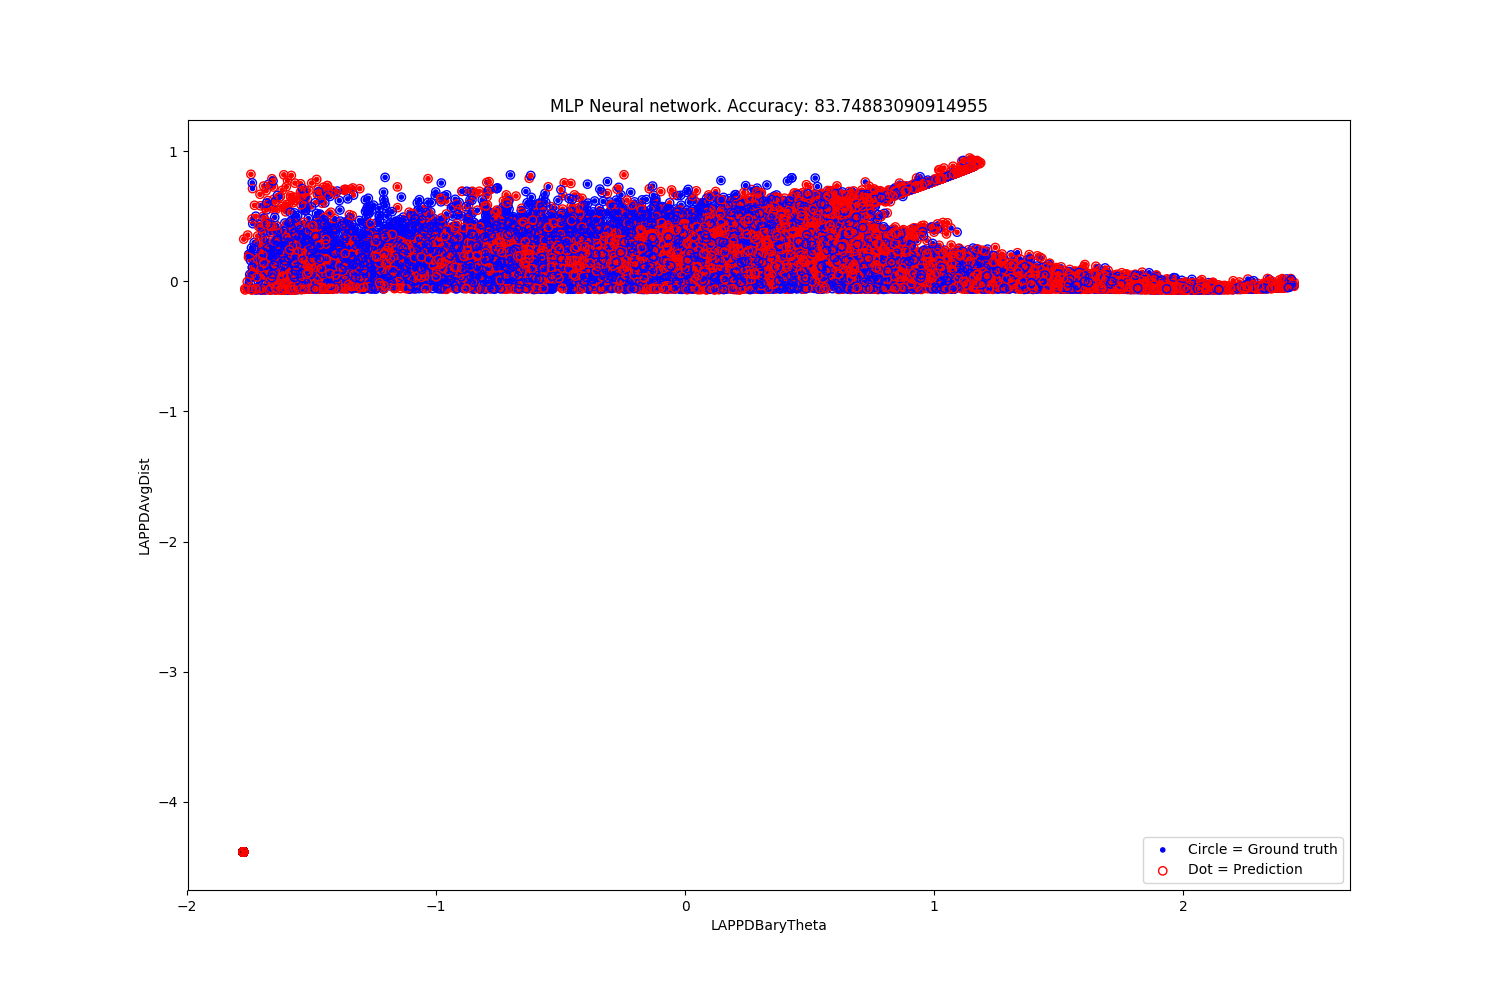 MLP Neural network. Accuracy: 83.74883090914955
1
0
−1
−2
−3
−4
LAPPDAvgDist
−2
−1
0
1
2
LAPPDBaryTheta
Circle = Ground truth
Dot = Prediction